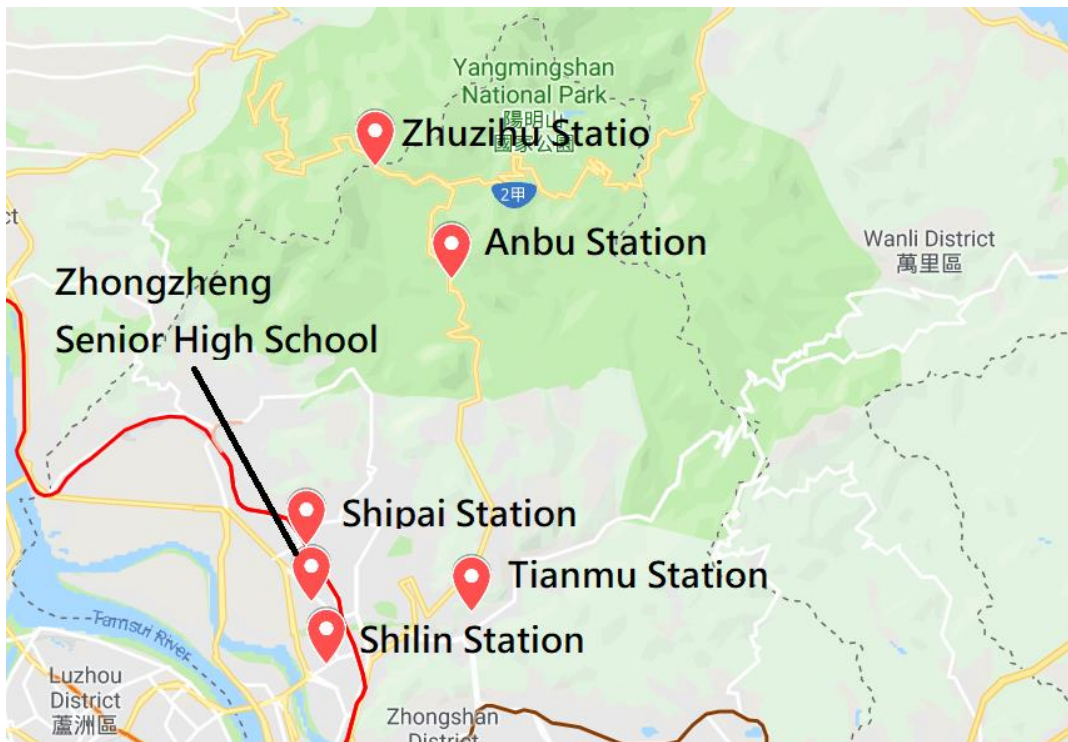 Yangmingshan
National Park
陽明山
國家公園
Zhuzihu Statio
2甲
Anbu Station
Wanli District
萬里區
Zhongzheng
Senior High School
Shipai Station
Tianmu Station
Shilin Station
Tamsui River
Luzhou
District
蘆洲區
Zhongshan
District
ct